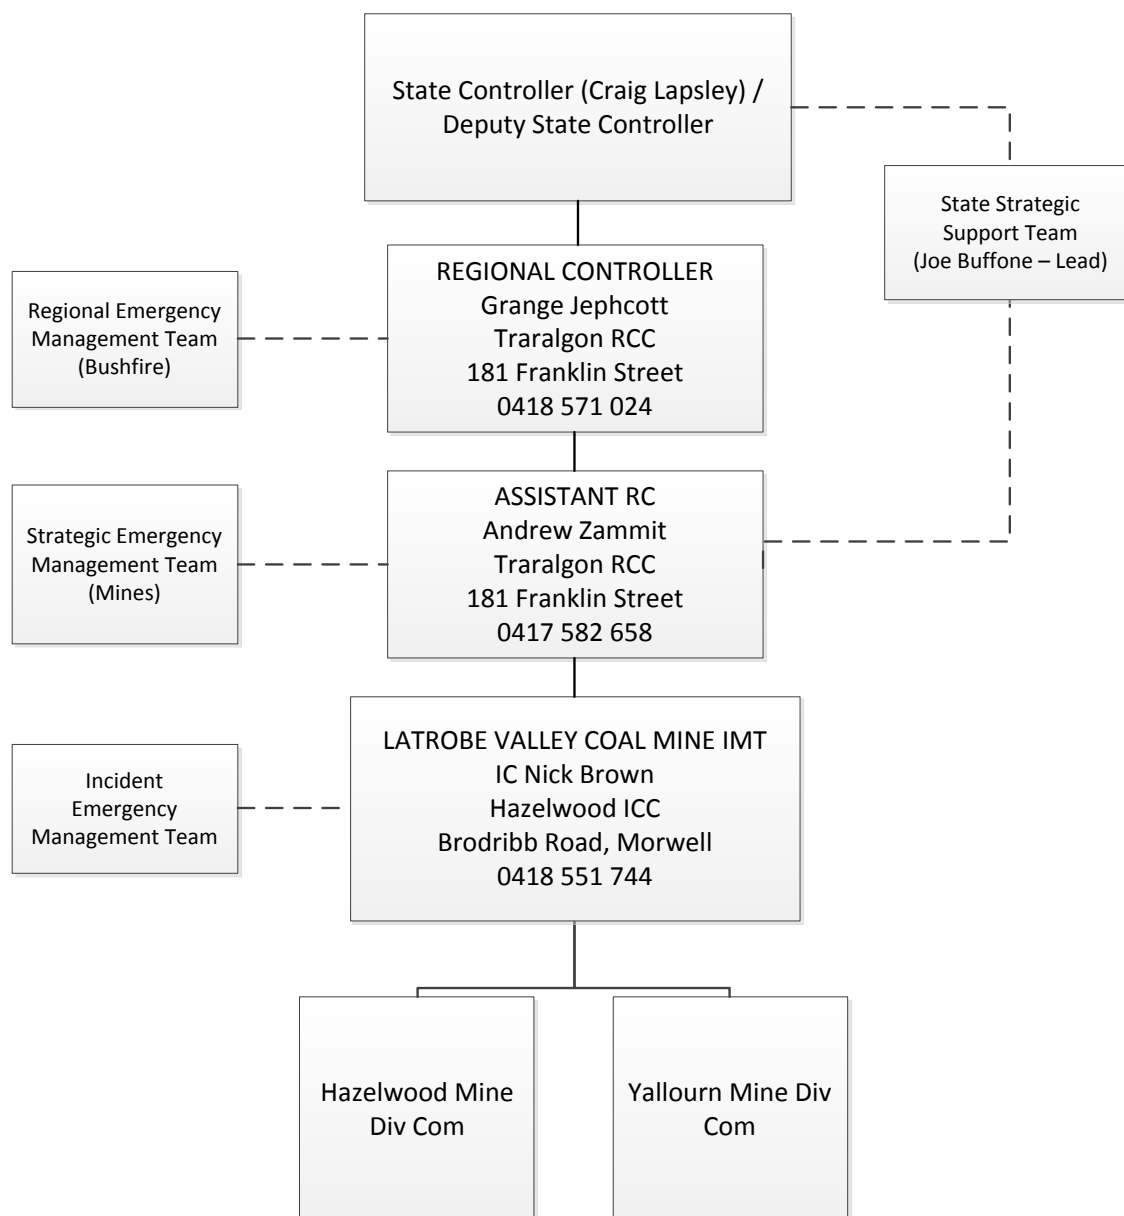 State Controller (Craig Lapsley) /
Deputy State Controller
State Strategic
Support Team
(Joe Buffone – Lead)
REGIONAL CONTROLLER
Grange Jephcott
Traralgon RCC
181 Franklin Street
0418 571 024
Regional Emergency
Management Team
(Bushfire)
ASSISTANT RC
Andrew Zammit
Traralgon RCC
181 Franklin Street
0417 582 658
Strategic Emergency
Management Team
(Mines)
LATROBE VALLEY COAL MINE IMT
IC Nick Brown
Hazelwood ICC
Brodribb Road, Morwell
0418 551 744
Incident
Emergency
Management Team
Hazelwood Mine
Div Com
Yallourn Mine Div
Com